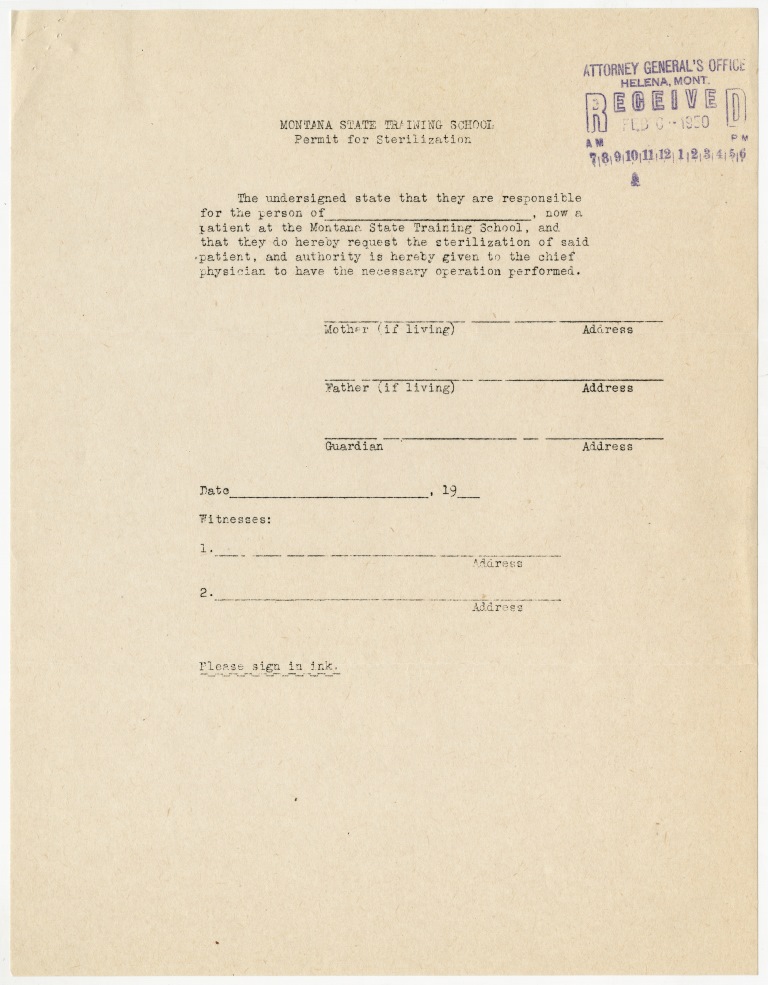 ATTORNEY GENERAL'S OFFICE
HELENA, MONT.
RECEIVED
FEB 6 - 1950
AM PM
7|8|9|10|11|12|1|2|3|4|5|6
MONTANA STATE TRAINING SCHOOL
Permit for Sterilization
The undersigned state that they are responsible
for the person of____________________________, now a
patient at the Montana State Training School, and
that they do hereby request the sterilization of said
patient, and authority is hereby given to the chief
physician to have the necessary operation performed.
Mother (if living) Address
Father (if living) Address
Guardian Address
Date___________________________, 19___
Witnesses:
1.
Address
2.
Address
Please sign in ink.